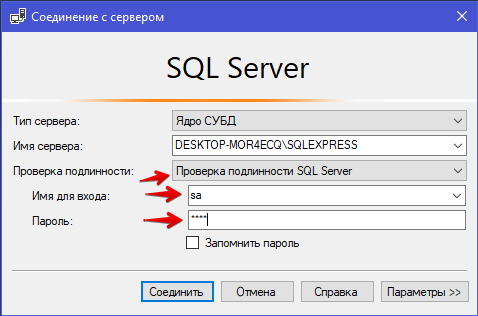 Соединение с сервером
SQL Server
Тип сервера: Ядро СУБД
Имя сервера: DESKTOP-MOR4ECQ\SQLEXPRESS
Проверка подлинности: Проверка подлинности SQL Server
Имя для входа: sa
Пароль: ****
Запомнить пароль
Соединить Отмена Справка Параметры >>